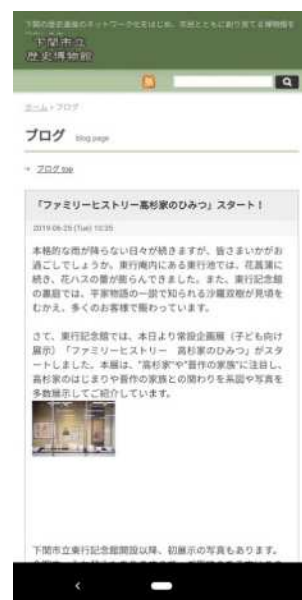 下関の歴史遺産のネットワーク化をはじめ、市民とともに創り育てる博物館を
下関市立
歴史博物館
ホーム > ブログ
ブログ blog page
ブログ top
「ファミリーヒストリー高杉家のひみつ」スタート！
2019-06-25 (Tue) 10:35
本格的な雨が降らない日々が続きますが、皆さまいかがお
過ごしでしょうか。東行庵内にある東行池では、花菖蒲に
続き、花ハスの蕾が膨らんできました。また、東行記念館
の裏庭では、平家物語の一説で知られる沙羅双樹が見頃を
むかえ、多くのお客様で賑わっています。
さて、東行記念館では、本日より常設企画展（子ども向け
展示）「ファミリーヒストリー　高杉家のひみつ」がスタ
ートしました。本展は、"高杉家"や"晋作の家族"に注目し、
高杉家のはじまりや晋作の家族との関わりを系図や写真を
多数展示してご紹介しています。
下関市立東行記念館開設以降、初展示の写真もあります。